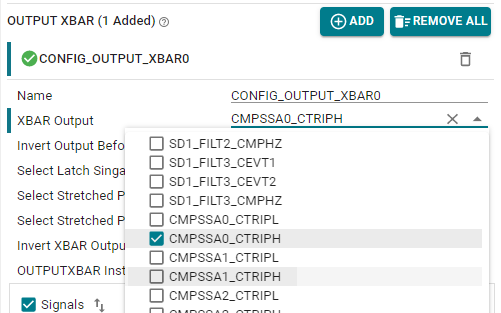 OUTPUT XBAR (1 Added)
ADD
REMOVE ALL
CONFIG_OUTPUT_XBAR0
Name CONFIG_OUTPUT_XBAR0
XBAR Output CMPSSA0_CTRIPH
Invert Output Befo
SD1_FILT2_CMPHZ
Select Latch Singa
SD1_FILT3_CEVT1
SD1_FILT3_CEVT2
Select Stretched P
SD1_FILT3_CMPHZ
Select Stretched P
CMPSSA0_CTRIPL
Invert XBAR Outpu
CMPSSA0_CTRIPH
CMPSSA1_CTRIPL
OUTPUTXBAR Inst
CMPSSA1_CTRIPH
CMPSSA2_CTRIPL
Signals